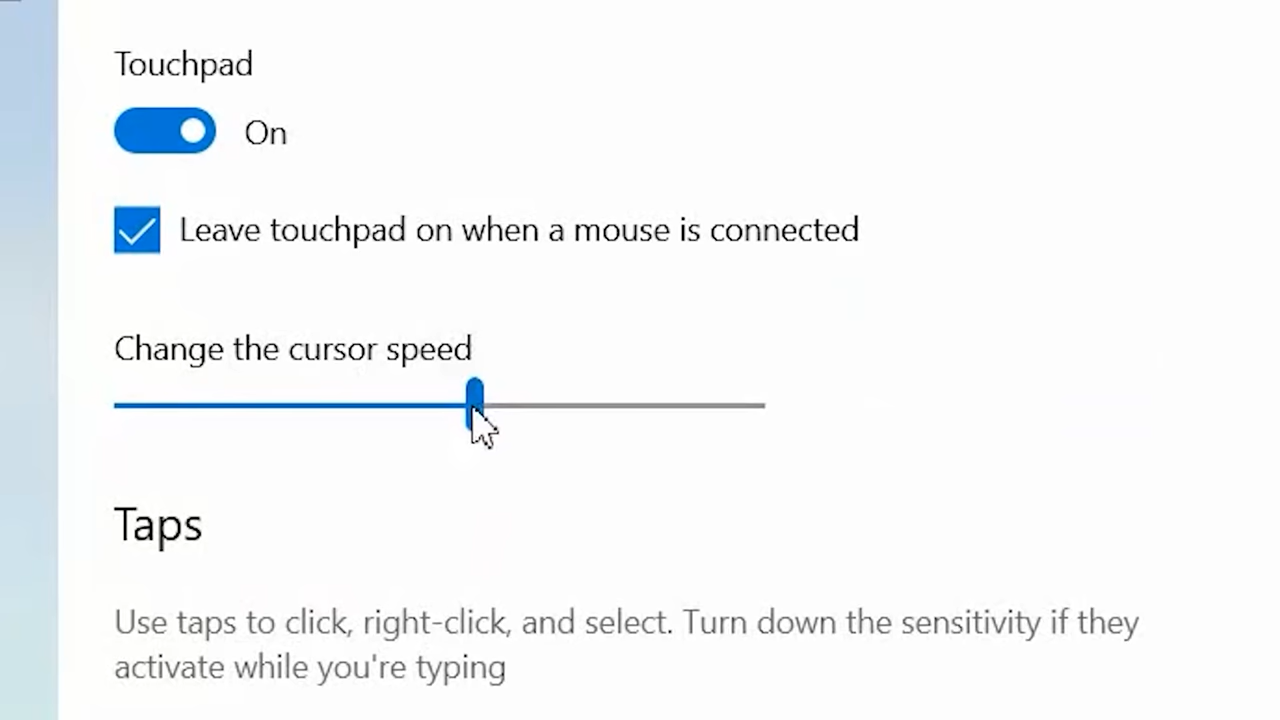 Touchpad
On
Leave touchpad on when a mouse is connected
Change the cursor speed
Taps
Use taps to click, right-click, and select. Turn down the sensitivity if they
activate while you're typing